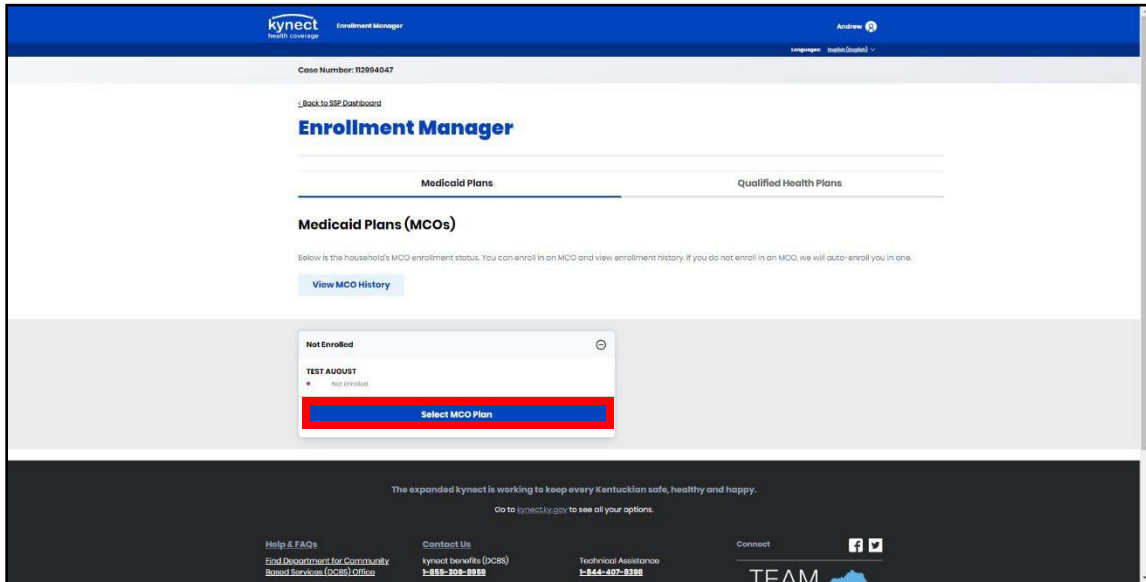 kynect
health coverage
Enrollment Manager
Andrew
Languages: English (English)
Case Number: 112994047
< Back to SSP Dashboard
Enrollment Manager
Medicaid Plans
Qualified Health Plans
Medicaid Plans (MCOs)
Below is the household's MCO enrollment status. You can enroll in an MCO and view enrollment history. If you do not enroll in an MCO, we will auto-enroll you in one.
View MCO History
Not Enrolled
TEST AUGUST
Not Enrolled
Select MCO Plan
The expanded kynect is working to keep every Kentuckian safe, healthy and happy.
Go to kynect.ky.gov to see all your options.
Help & FAQs
Find Department for Community
Based Services (DCBS) Office
Contact Us
kynect benefits (DCBS)
1-855-306-8959
Technical Assistance
1-844-407-8398
Connect
TEAM